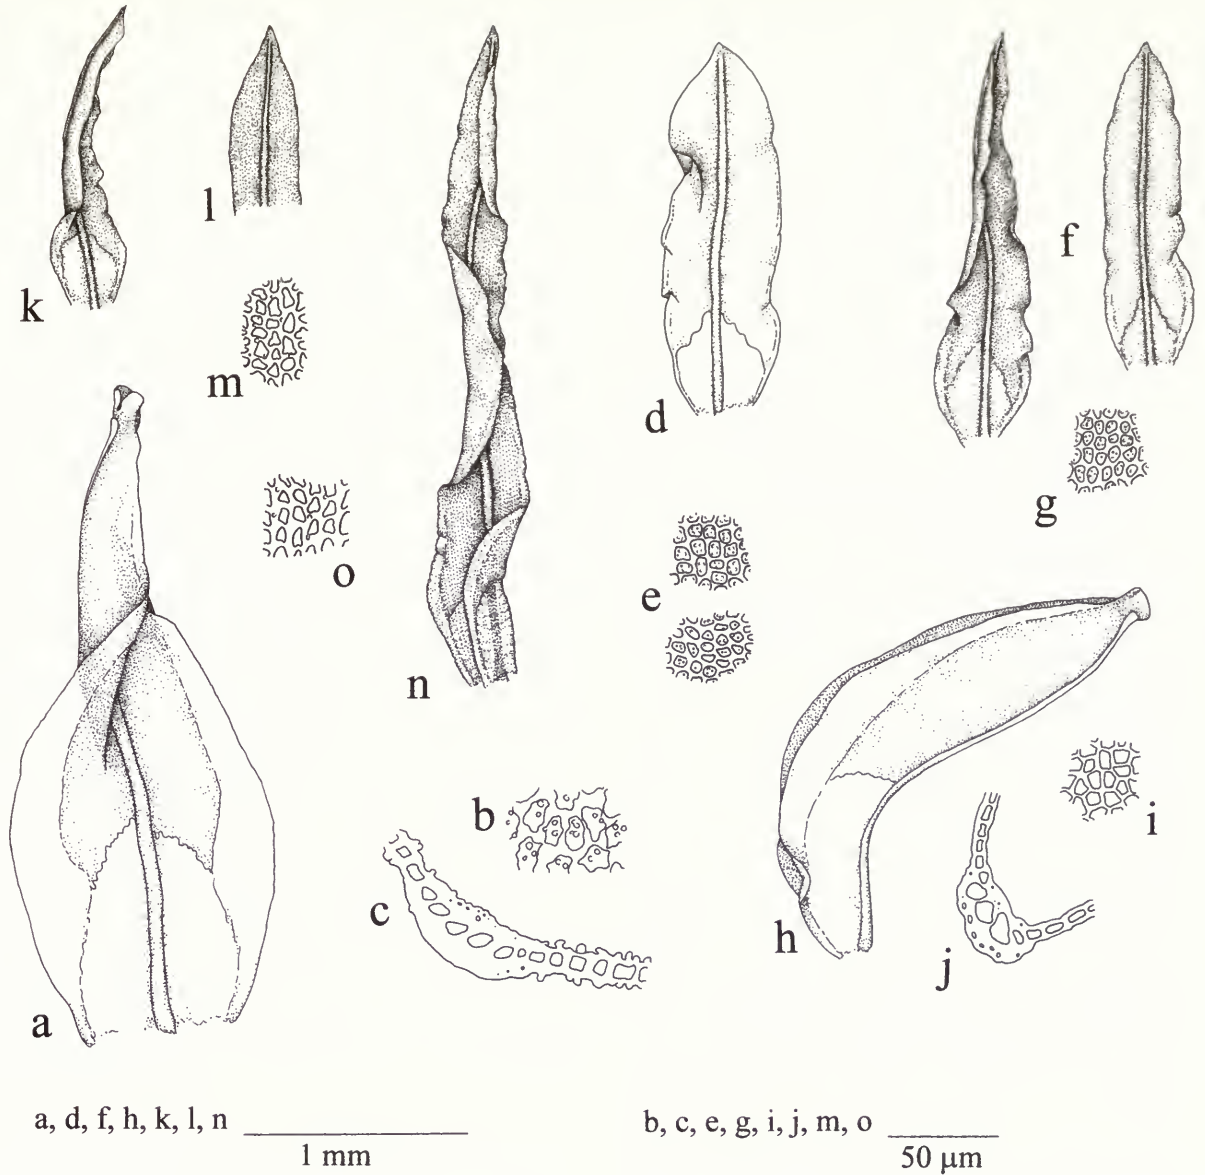 l
f
k
m
d
g
o
e
n
b
i
c
h
j
a
a, d, f, h, k, l, n
1 mm
b, c, e, g, i, j, m, o
50 µm